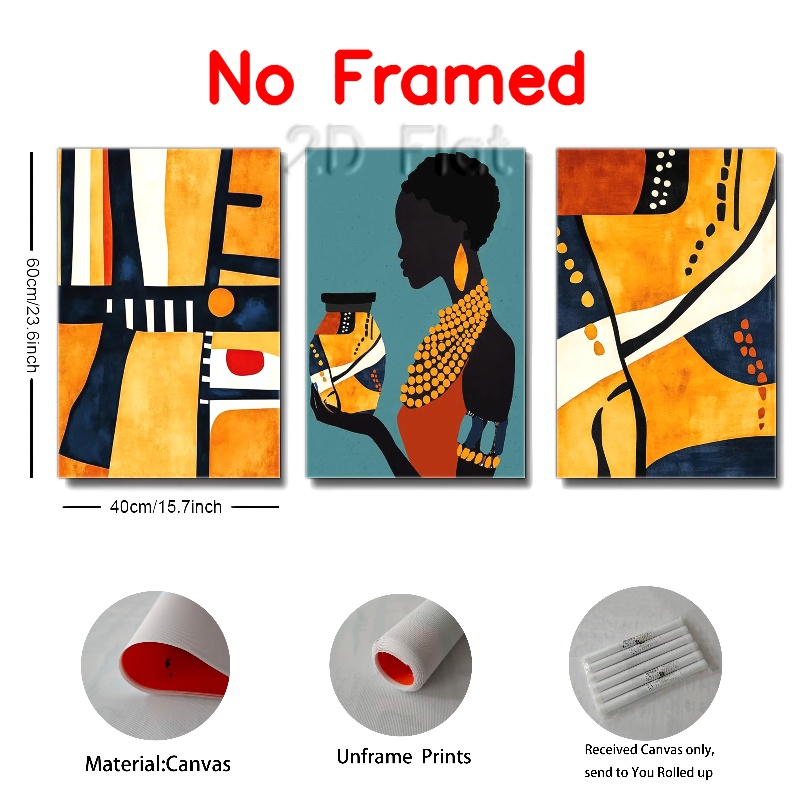 No Framed
2D Flat
60cm/23.6inch
40cm/15.7inch
Material:Canvas
Unframe Prints
Received Canvas only,
send to You Rolled up